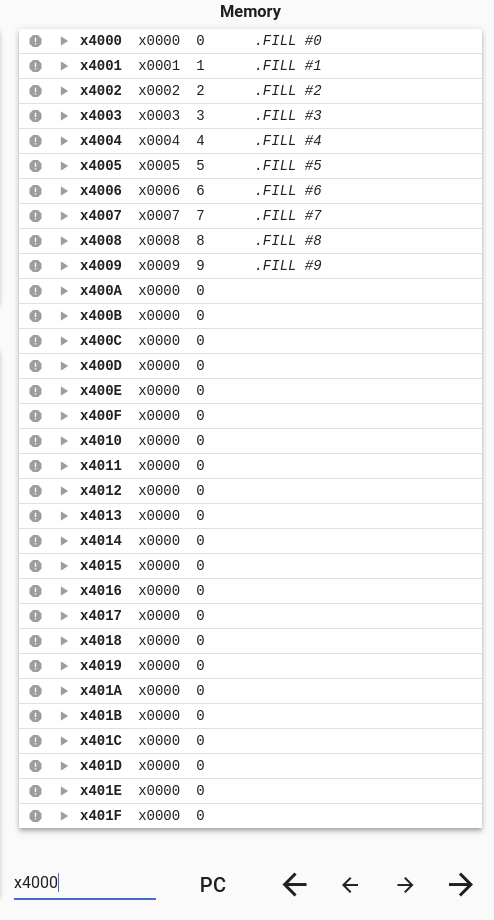 Memory
x4000 x0000 0 .FILL #0
x4001 x0001 1 .FILL #1
x4002 x0002 2 .FILL #2
x4003 x0003 3 .FILL #3
x4004 x0004 4 .FILL #4
x4005 x0005 5 .FILL #5
x4006 x0006 6 .FILL #6
x4007 x0007 7 .FILL #7
x4008 x0008 8 .FILL #8
x4009 x0009 9 .FILL #9
x400A x0000 0
x400B x0000 0
x400C x0000 0
x400D x0000 0
x400E x0000 0
x400F x0000 0
x4010 x0000 0
x4011 x0000 0
x4012 x0000 0
x4013 x0000 0
x4014 x0000 0
x4015 x0000 0
x4016 x0000 0
x4017 x0000 0
x4018 x0000 0
x4019 x0000 0
x401A x0000 0
x401B x0000 0
x401C x0000 0
x401D x0000 0
x401E x0000 0
x401F x0000 0
x4000 PC